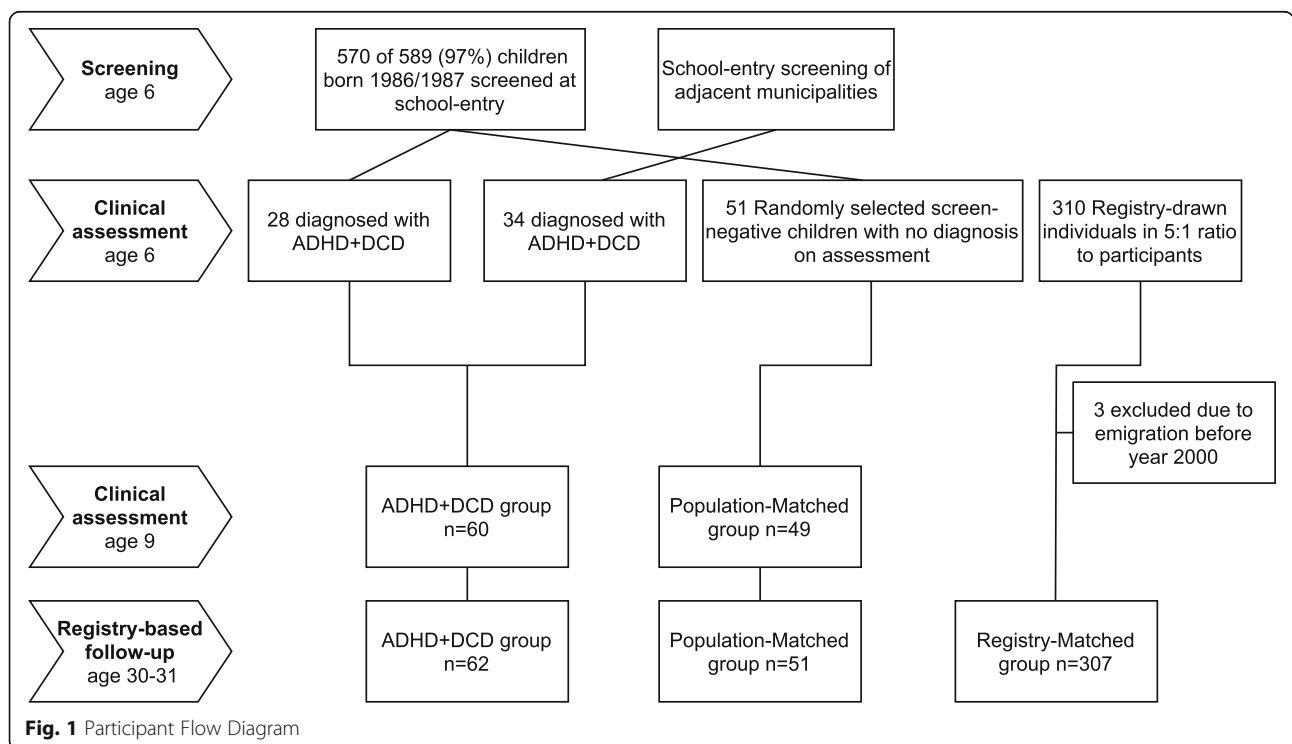 Screening
age 6
570 of 589 (97%) children
born 1986/1987 screened at
school-entry
School-entry screening of
adjacent municipalities
Clinical
assessment
age 6
28 diagnosed with
ADHD+DCD
34 diagnosed with
ADHD+DCD
51 Randomly selected screen-
negative children with no diagnosis
on assessment
310 Registry-drawn
individuals in 5:1 ratio
to participants
3 excluded due to
emigration before
year 2000
Clinical
assessment
age 9
ADHD+DCD group
n=60
Population-Matched
group n=49
Registry-based
follow-up
age 30-31
ADHD+DCD group
n=62
Population-Matched
group n=51
Registry-Matched
group n=307
Fig. 1 Participant Flow Diagram